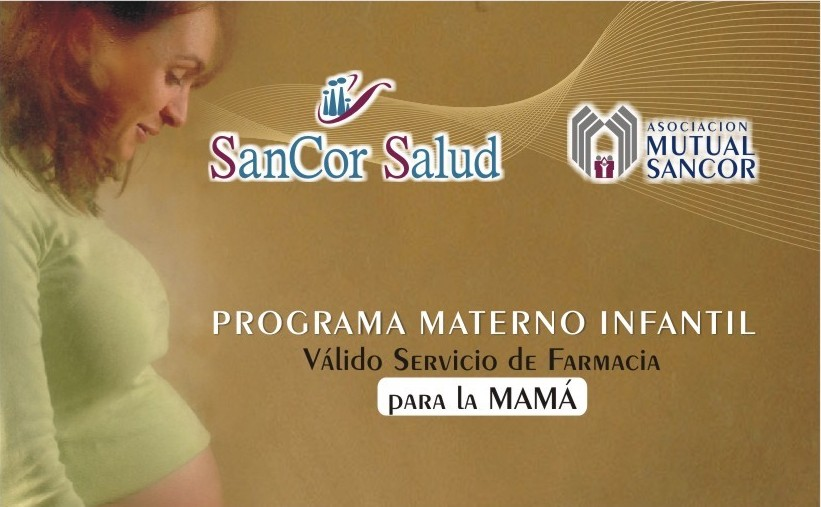 SanCor Salud
ASOCIACION
MUTUAL
SANCOR
PROGRAMA MATERNO INFANTIL
Válido Servicio de Farmacia
para la MAMÁ